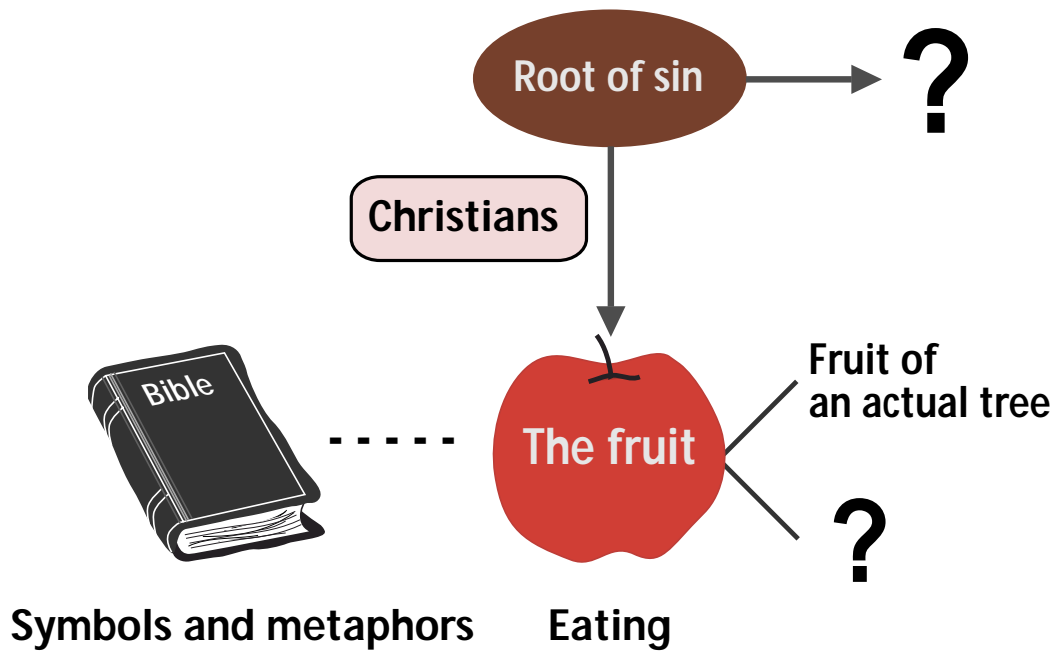 Root of sin
?
Christians
Bible
The fruit
Fruit of
an actual tree
?
Symbols and metaphors
Eating